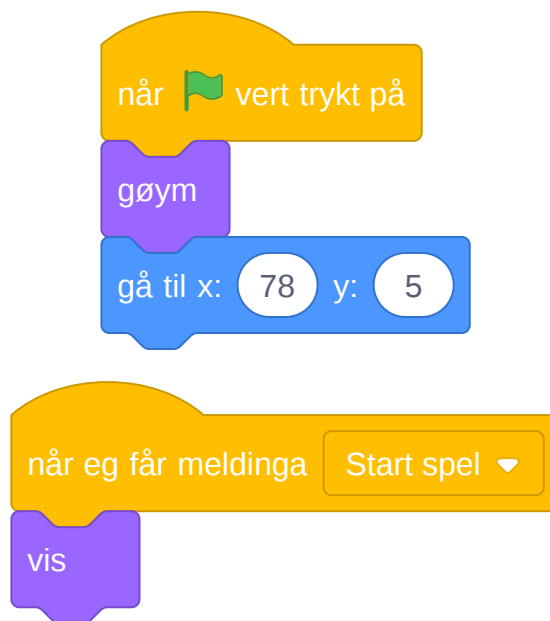 når vert trykt på
gøym
gå til x: 78 y: 5
når eg får meldinga Start spel
vis